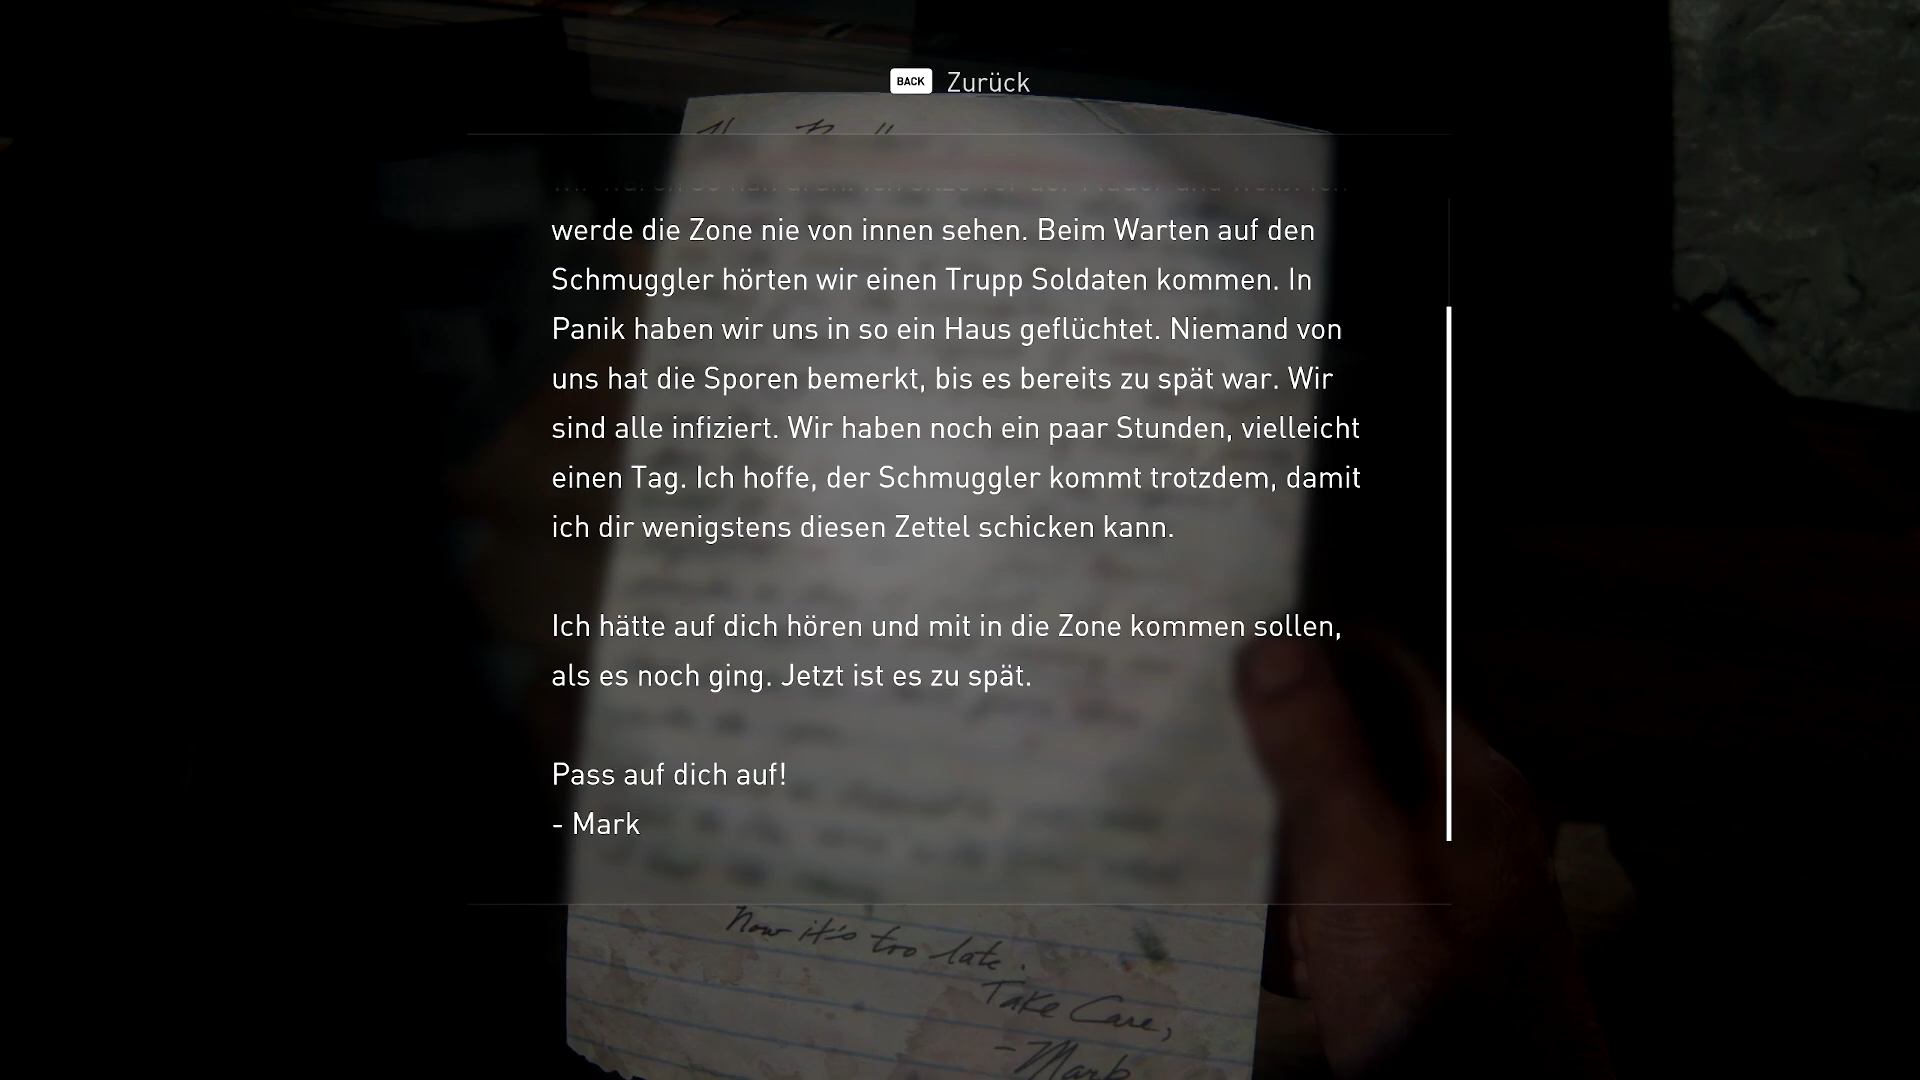 BACK Zurück
werde die Zone nie von innen sehen. Beim Warten auf den
Schmuggler hörten wir einen Trupp Soldaten kommen. In
Panik haben wir uns in so ein Haus geflüchtet. Niemand von
uns hat die Sporen bemerkt, bis es bereits zu spät war. Wir
sind alle infiziert. Wir haben noch ein paar Stunden, vielleicht
einen Tag. Ich hoffe, der Schmuggler kommt trotzdem, damit
ich dir wenigstens diesen Zettel schicken kann.
Ich hätte auf dich hören und mit in die Zone kommen sollen,
als es noch ging. Jetzt ist es zu spät.
Pass auf dich auf!
- Mark
Now it's too late.
Take Care,
-Mark